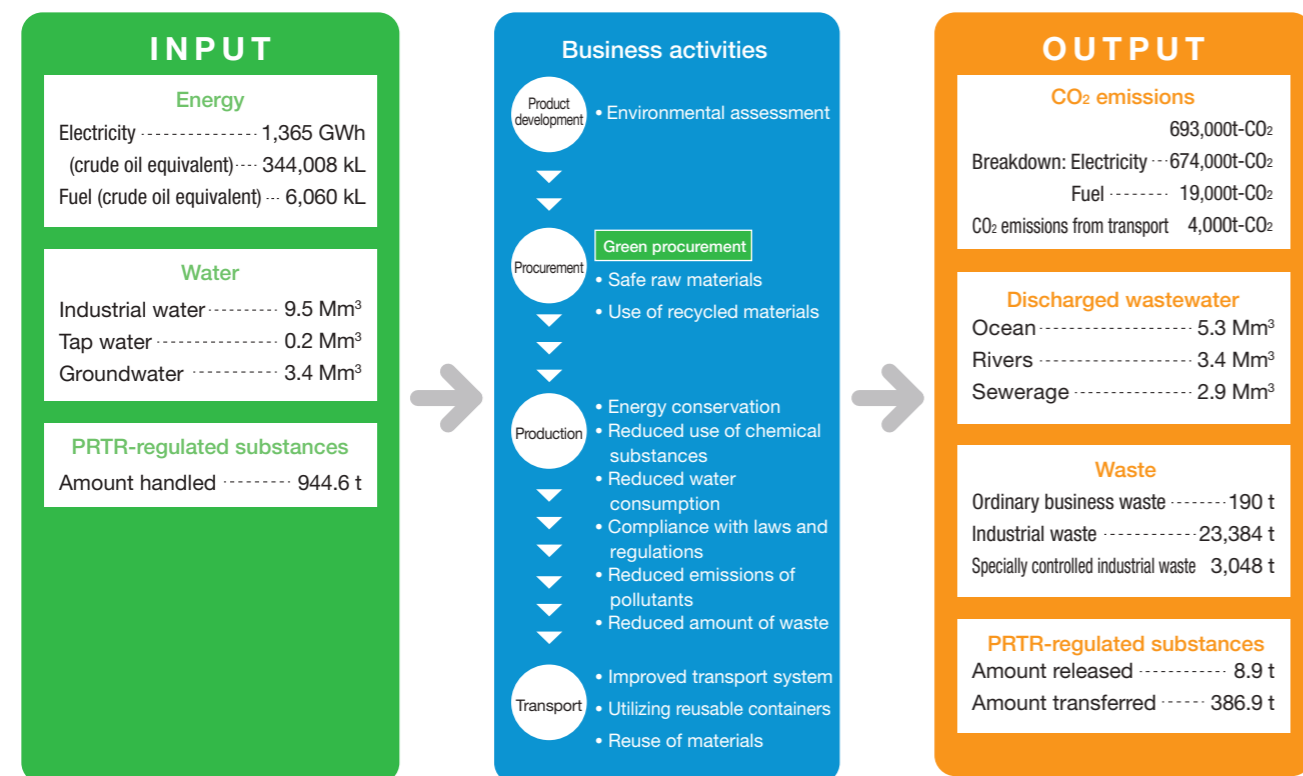 INPUT
Energy
Electricity 1,365 GWh
(crude oil equivalent) 344,008 kL
Fuel (crude oil equivalent) 6,060 kL
Water
Industrial water 9.5 Mm³
Tap water 0.2 Mm³
Groundwater 3.4 Mm³
PRTR-regulated substances
Amount handled 944.6 t
Business activities
Product
development
• Environmental assessment
Procurement
Green procurement
• Safe raw materials
• Use of recycled materials
Production
• Energy conservation
• Reduced use of chemical
substances
• Reduced water
consumption
• Compliance with laws and
regulations
• Reduced emissions of
pollutants
• Reduced amount of waste
Transport
• Improved transport system
• Utilizing reusable containers
• Reuse of materials
OUTPUT
CO₂ emissions
693,000t-CO₂
Breakdown: Electricity 674,000t-CO₂
Fuel 19,000t-CO₂
CO₂ emissions from transport 4,000t-CO₂
Discharged wastewater
Ocean 5.3 Mm³
Rivers 3.4 Mm³
Sewerage 2.9 Mm³
Waste
Ordinary business waste 190 t
Industrial waste 23,384 t
Specially controlled industrial waste 3,048 t
PRTR-regulated substances
Amount released 8.9 t
Amount transferred 386.9 t